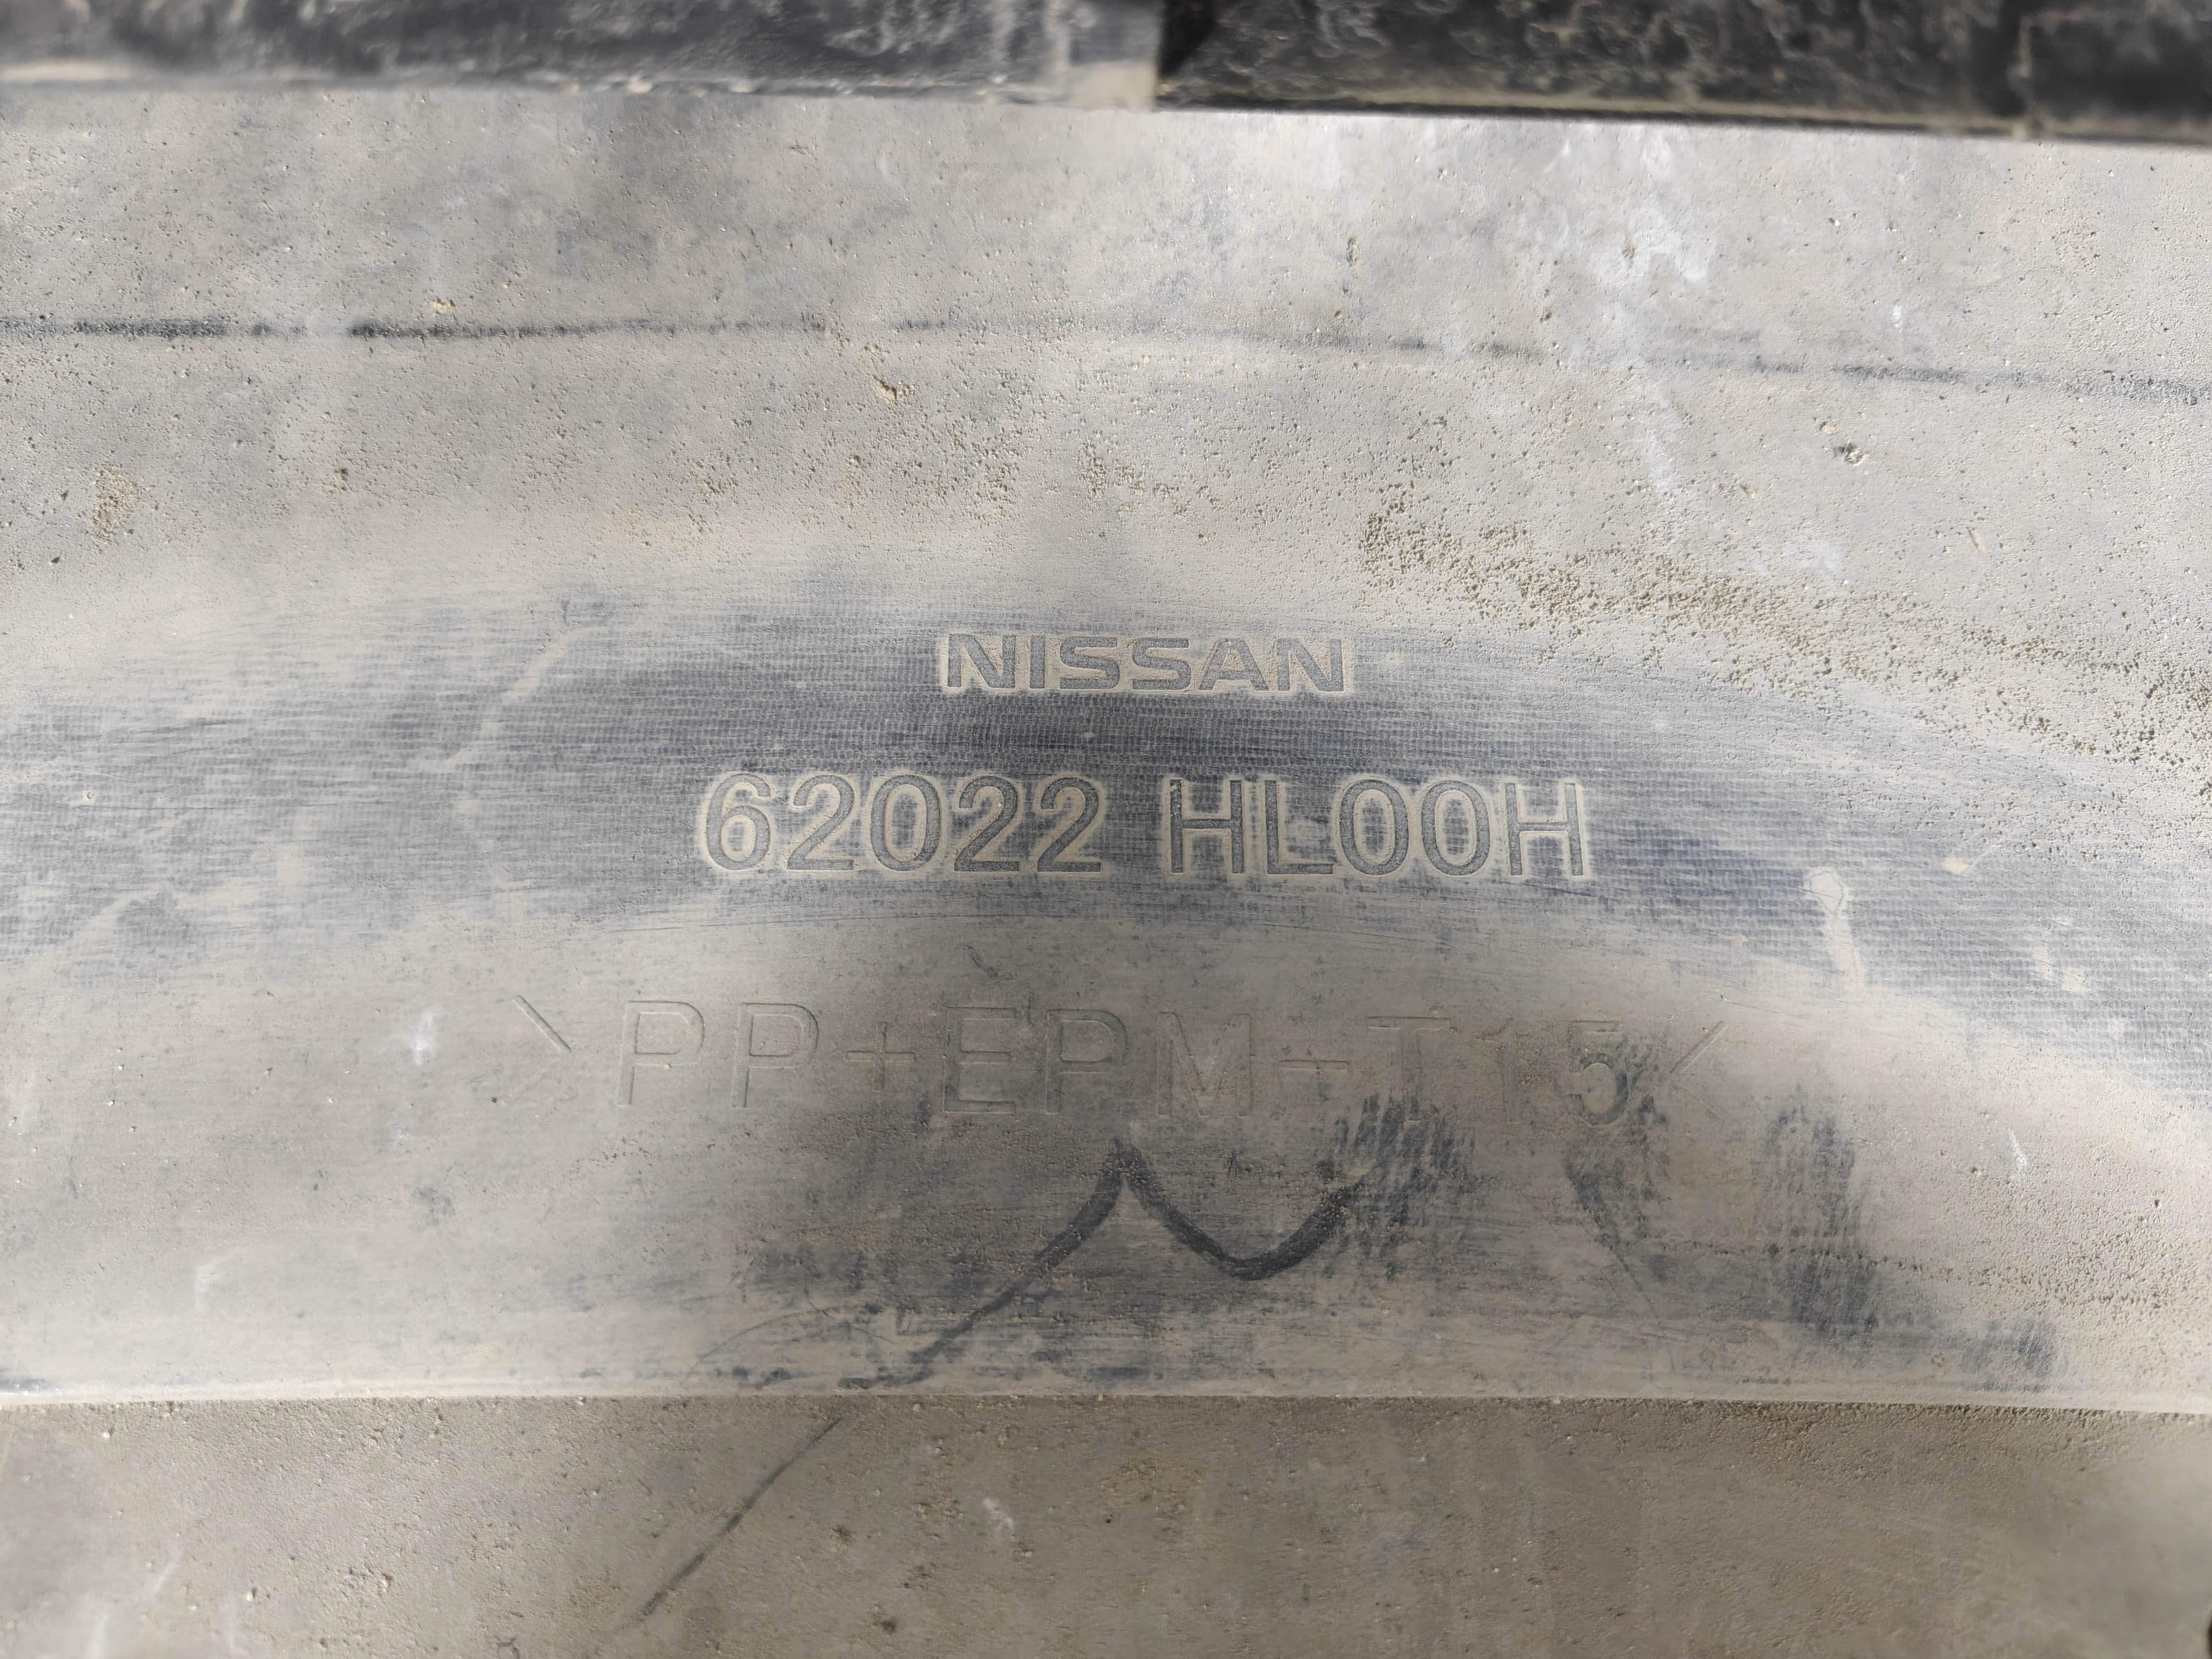 NISSAN
62022 HL00H
>PP+EPM-T15<